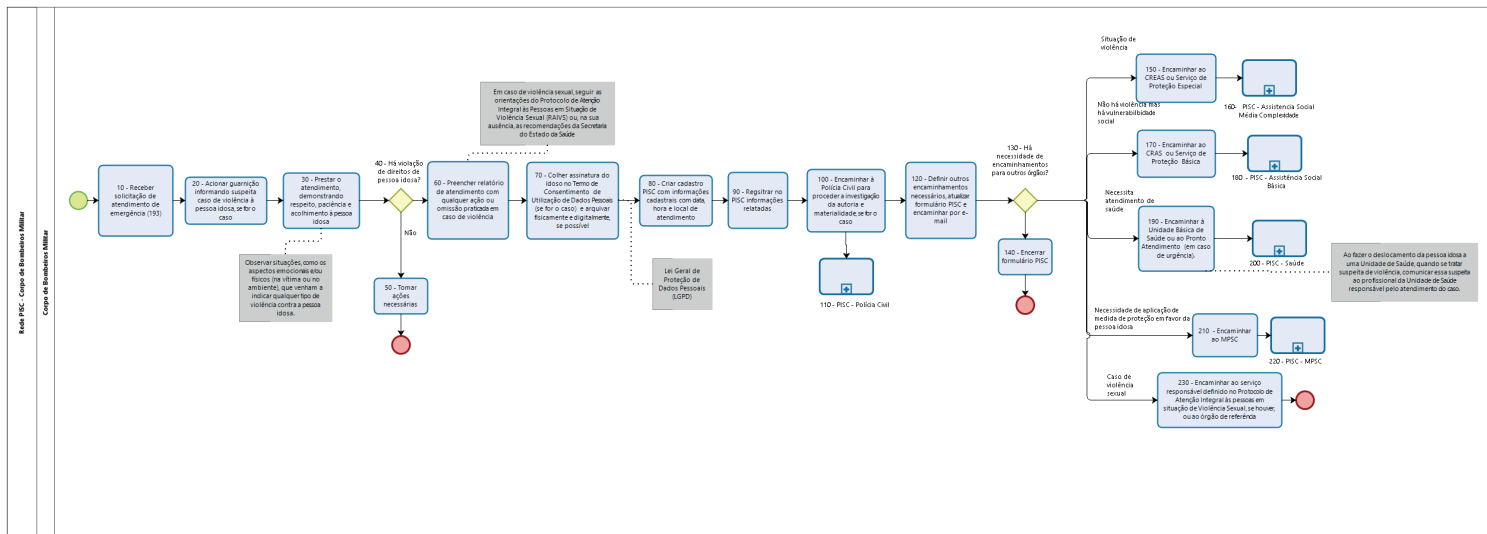 Rede PISC - Corpo de Bombeiros Militar
Corpo de Bombeiros Militar
10 - Receber
solicitação de
atendimento de
emergência (193)
20 - Acionar guarnição
informando suspeita
caso de violência à
pessoa idosa, se for o
caso
30 - Prestar o
atendimento,
demonstrando
respeito, paciência e
acolhimento à pessoa
idosa
Observar situações, como os
aspectos emocionais e/ou
físicos (na vítima ou no
ambiente), que venham a
indicar qualquer tipo de
violência contra a pessoa
idosa.
40 - Há violação
de direitos de
pessoa idosa?
Não
50 - Tomar
ações
necessárias
Em caso de violência sexual, seguir as
orientações do Protocolo de Atenção
Integral às Pessoas em Situação de
Violência Sexual (RAIVS) ou, na sua
ausência, as recomendações da Secretaria
do Estado da Saúde
60 - Preencher relatório
de atendimento com
qualquer ação ou
omissão praticada em
caso de violência
70 - Colher assinatura do
idoso no Termo de
Consentimento de
Utilização de Dados Pessoais
(se for o caso) e arquivar
fisicamente e digitalmente,
se possível
Lei Geral de
Proteção de
Dados Pessoais
(LGPD)
80 - Criar cadastro
PISC com informações
cadastrais com data,
hora e local de
atendimento
90 - Regsitrar no
PISC informações
relatadas
100 - Encaminhar à
Polícia Civil para
proceder a investigação
da autoria e
materialidade, se for o
caso
110 - PISC - Polícia Civil
120 - Definir outros
encaminhamentos
necessários, atualizar
formulário PISC e
encaminhar por e-
mail
130 - Há
necessidade de
encaminhamentos
para outros órgãos?
140 - Encerrar
formulário PISC
Situação de
violência
150 - Encaminhar ao
CREAS ou Serviço de
Proteção Especial
160- PISC - Assistencia Social
Média Complexidade
Não há violência mas
há vulnerabilbidade
social
170 - Encaminhar ao
CRAS ou Serviço de
Proteção Básica
180 - PISC - Assistência Social
Básica
Necessita
atendimento de
saúde
190 - Encaminhar à
Unidade Básica de
Saúde ou ao Pronto
Atendimento (em caso
de urgência).
200 - PISC - Saúde
Ao fazer o deslocamento da pessoa idosa a
uma Unidade de Saúde, quando se tratar
suspeita de violência, comunicar essa suspeita
ao profissional da Unidade de Saúde
responsável pelo atendimento do caso.
Necessidade de aplicação de
medida de proteção em favor da
pessoa idosa
210 - Encaminhar
ao MPSC
220 - PISC - MPSC
Caso de
violência
sexual
230 - Encaminhar ao serviço
responsável definido no Protocolo de
Atenção Integral às pessoas em
situação de Violência Sexual, se houver,
ou ao órgão de referência